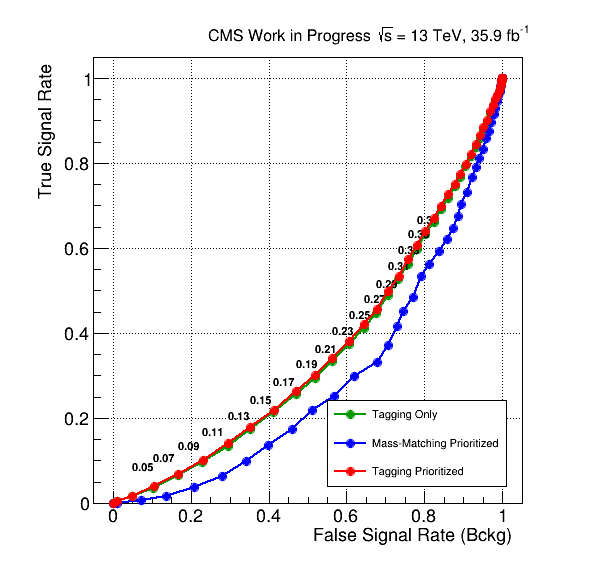 CMS Work in Progress √s = 13 TeV, 35.9 fb⁻¹
True Signal Rate
1
0.8
0.6
0.4
0.2
0
0.29
0.27
0.25
0.23
0.21
0.19
0.17
0.15
0.13
0.11
0.09
0.07
0.05
Tagging Only
Mass-Matching Prioritized
Tagging Prioritized
0 0.2 0.4 0.6 0.8 1
False Signal Rate (Bckg)